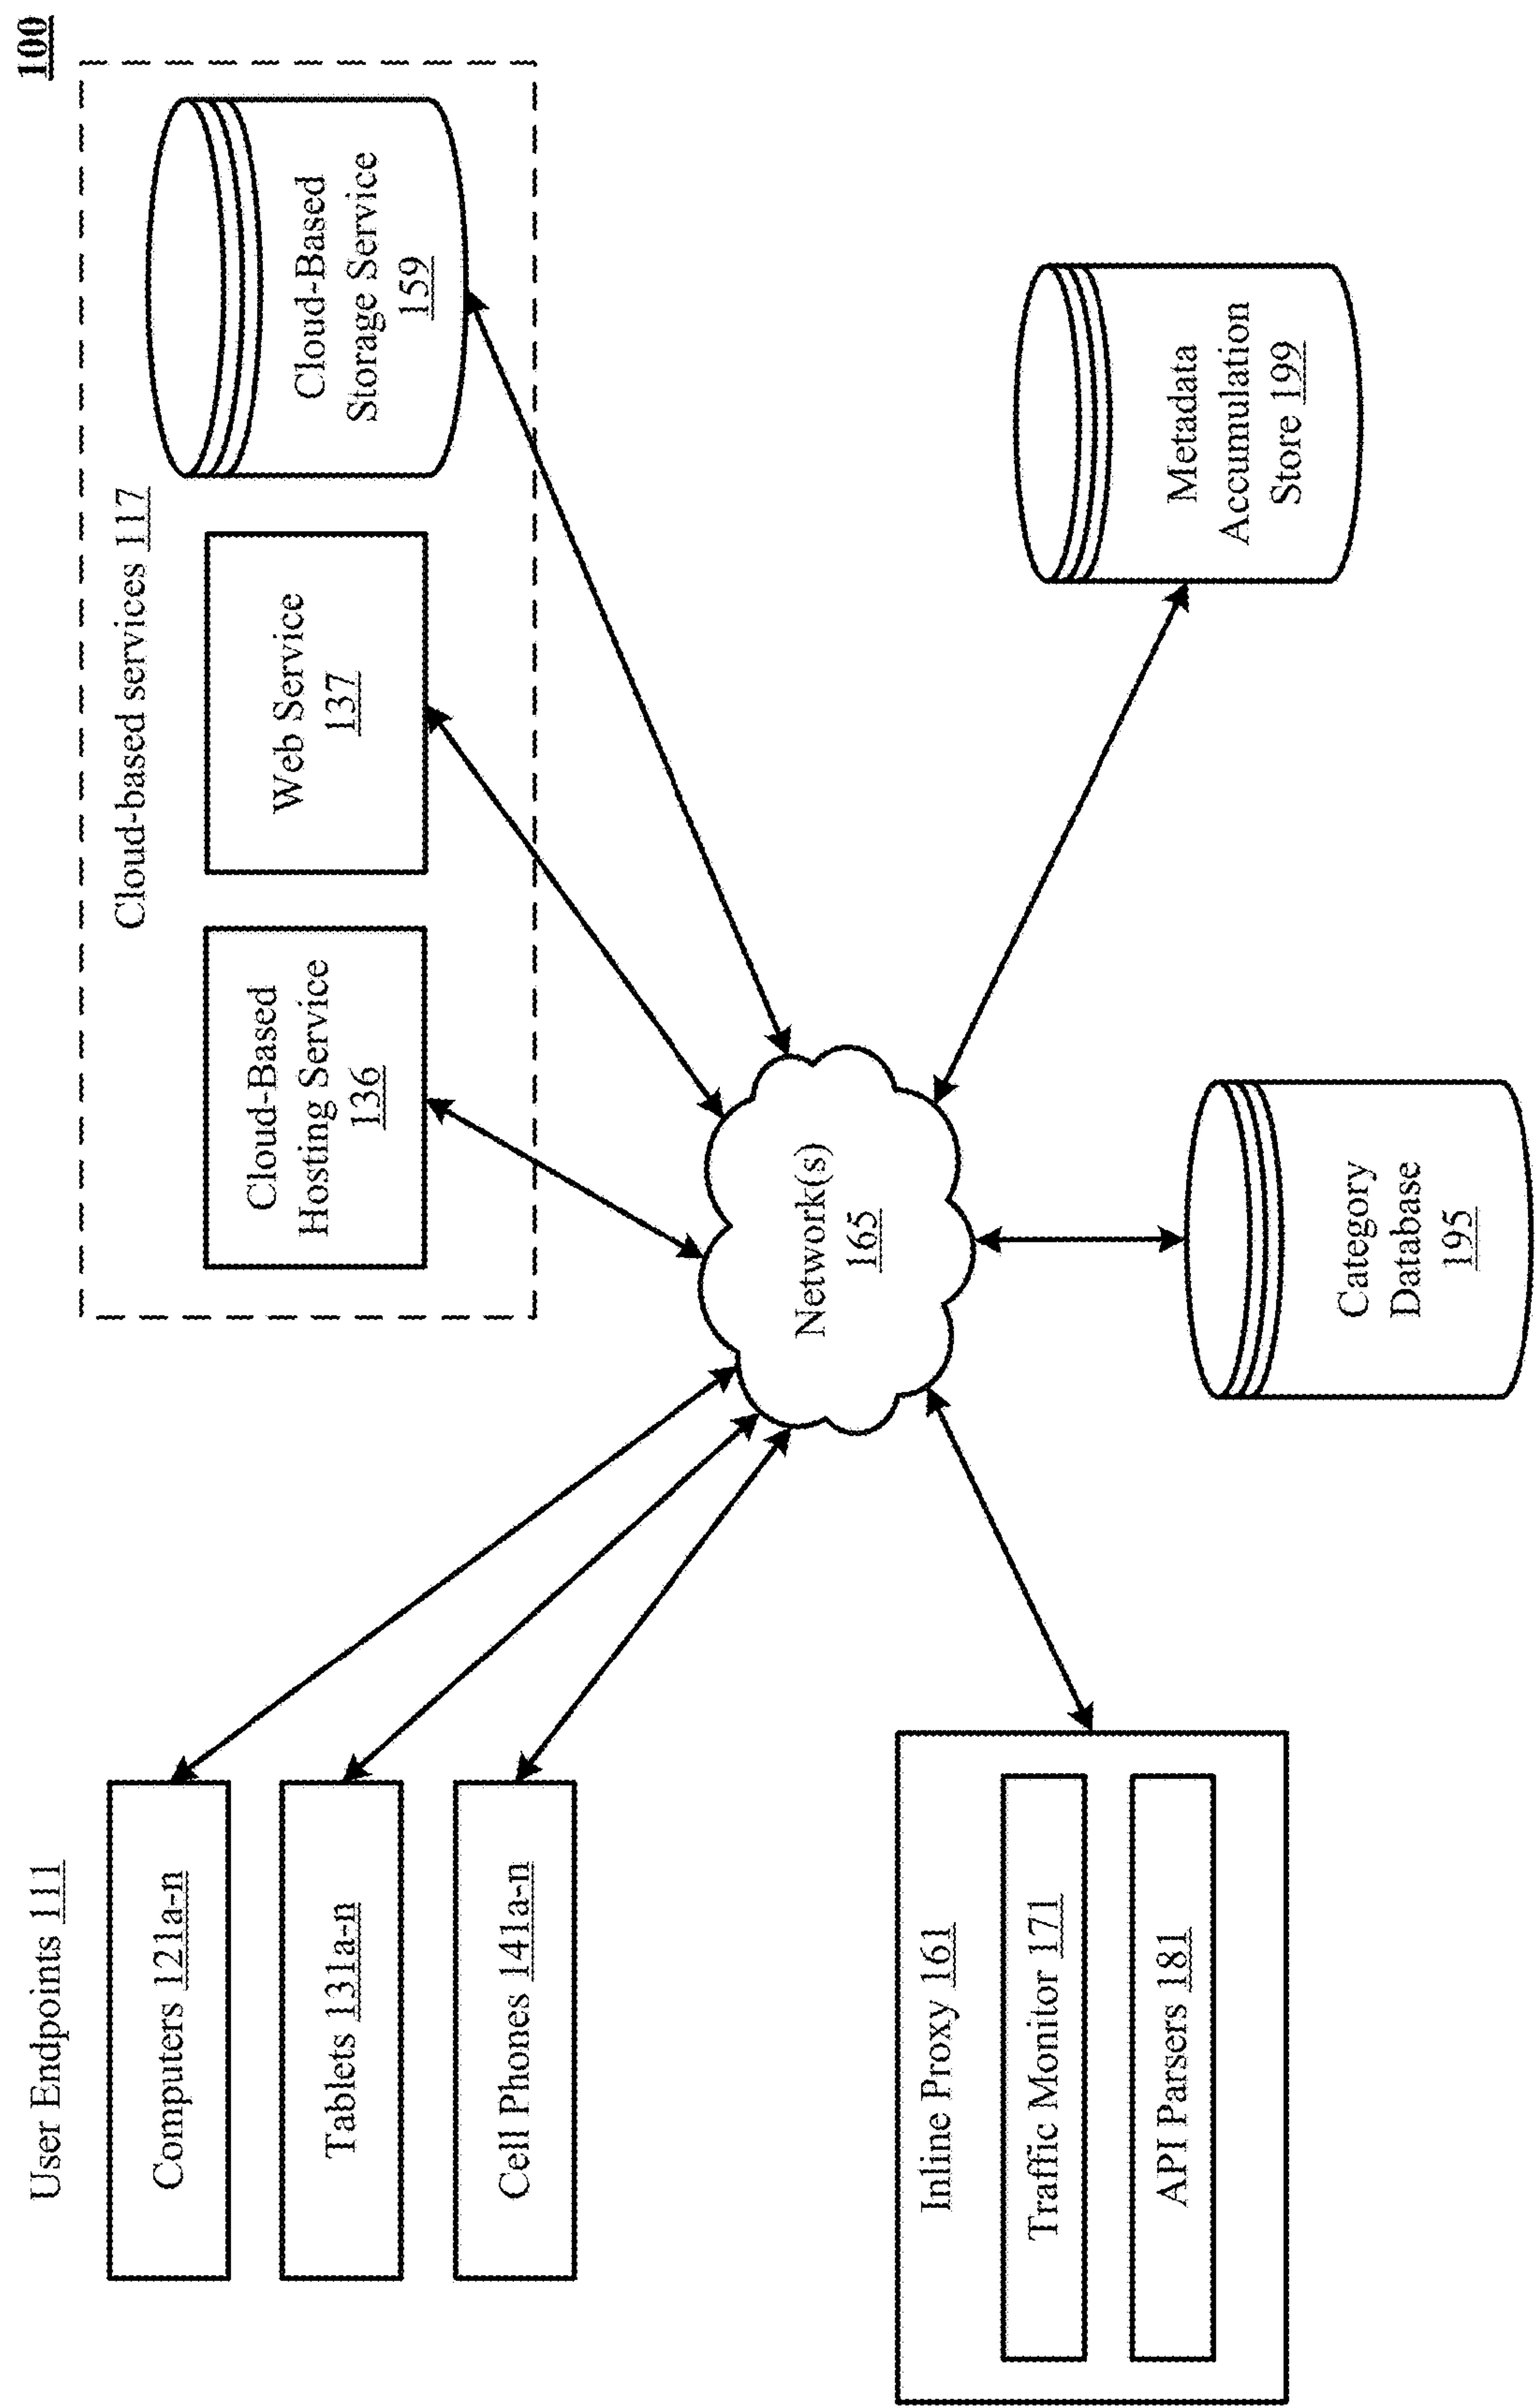 100
User Endpoints 111
Computers 121a-n
Tablets 131a-n
Cell Phones 141a-n
Cloud-based services 117
Cloud-Based
Hosting Service
136
Web Service
137
Cloud-Based
Storage Service
159
Network(s)
165
Inline Proxy 161
Traffic Monitor 171
API Parsers 181
Category
Database
195
Metadata
Accumulation
Store 199